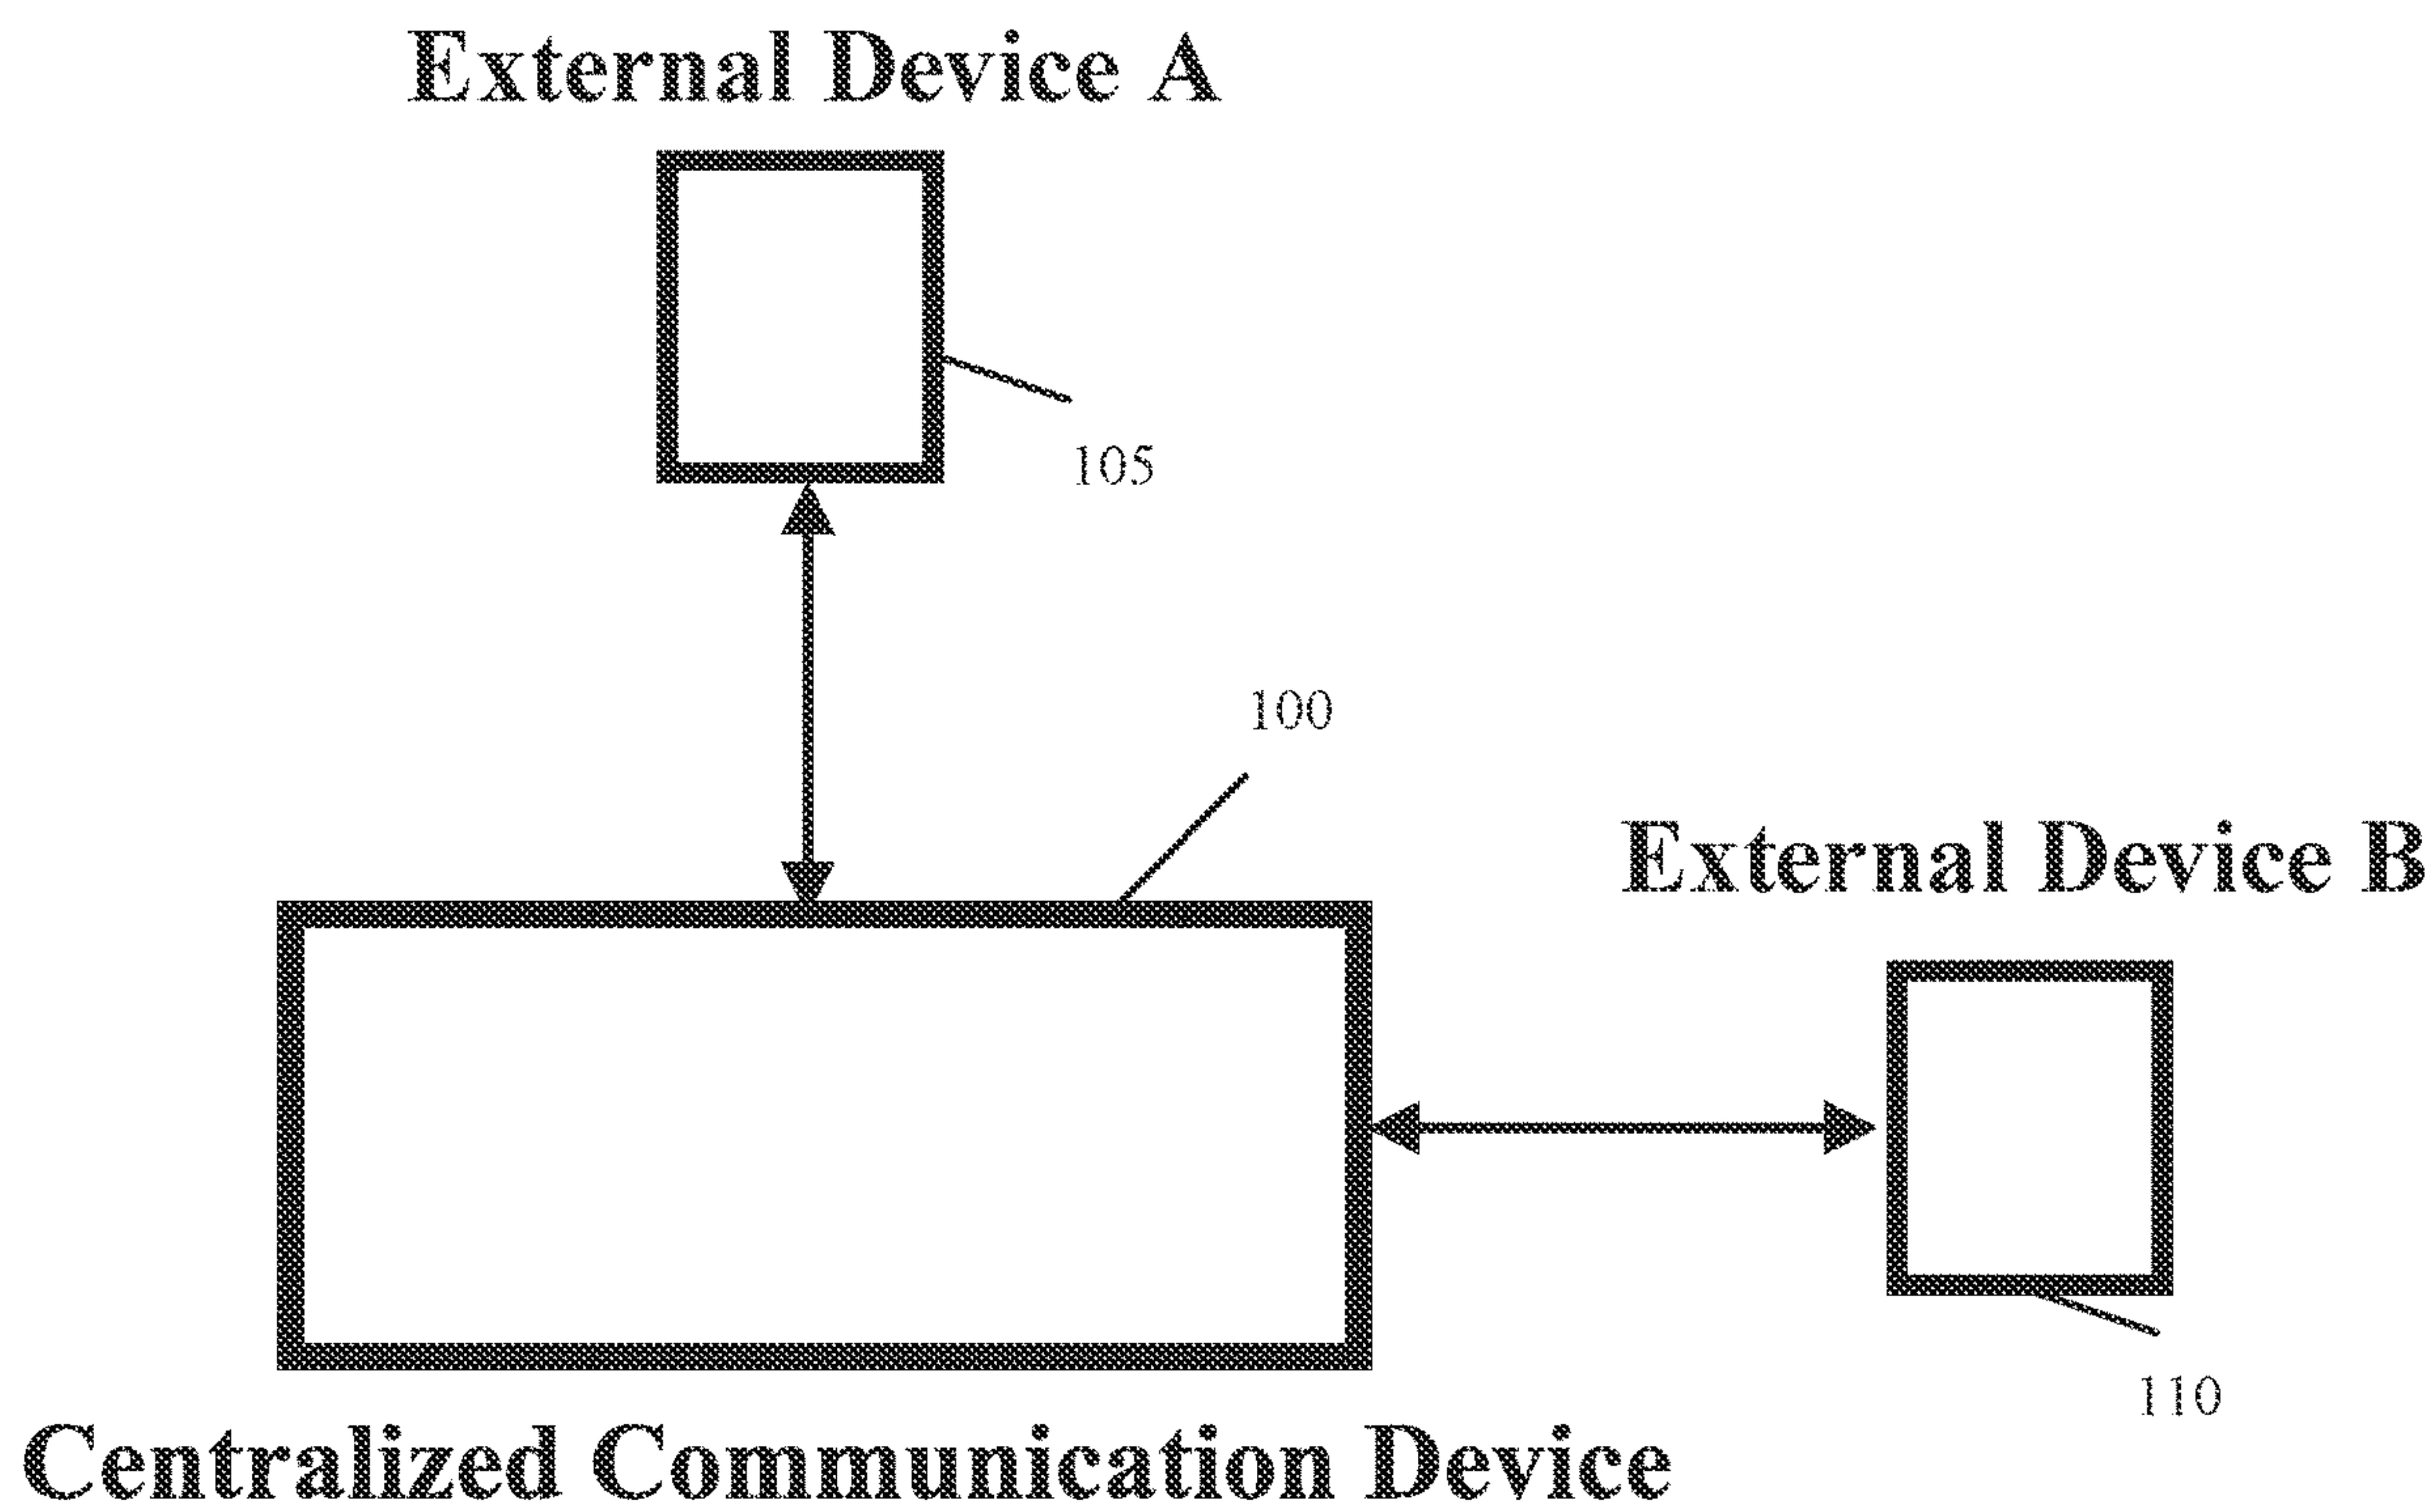 External Device A
105
100
External Device B
110
Centralized Communication Device